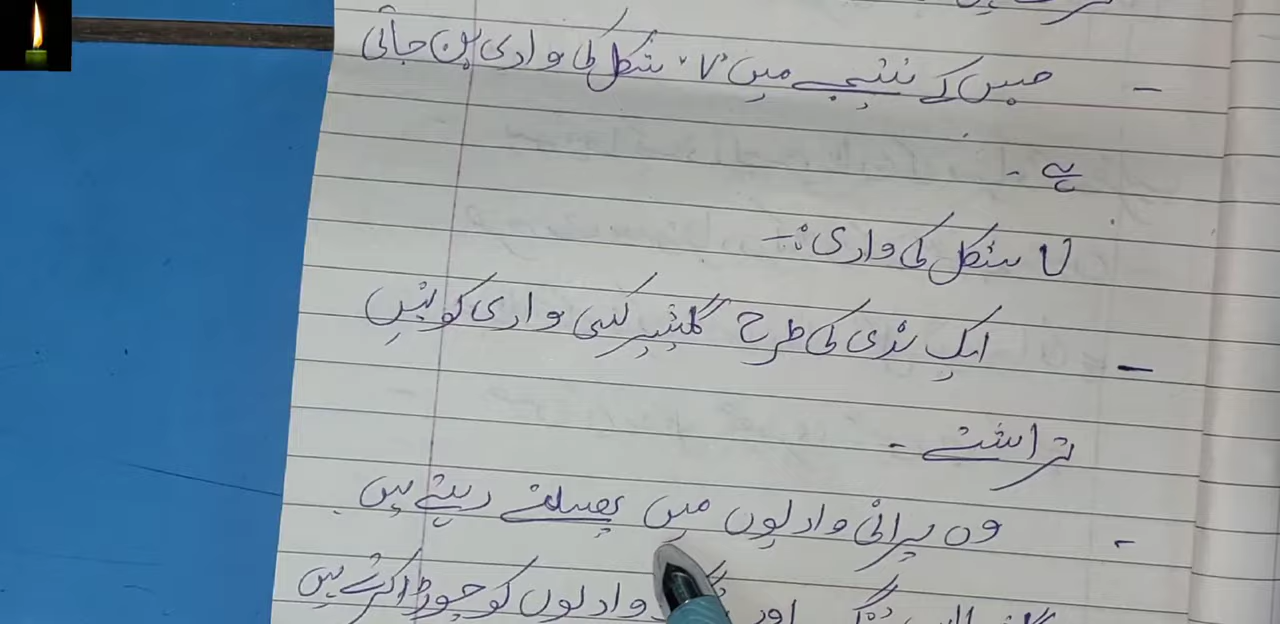 جس کے نتیجے میں 'V' شکل کی وادی بن جاتی
ہے -
U شکل کی وادی :-
ایک ندی کی طرح گلیشیر کسی وادی کو نہیں
تراشتے -
وہ پرانی وادیوں میں پھسلتے رہتے ہیں
اور وادیوں کو چوڑا کرتے ہیں